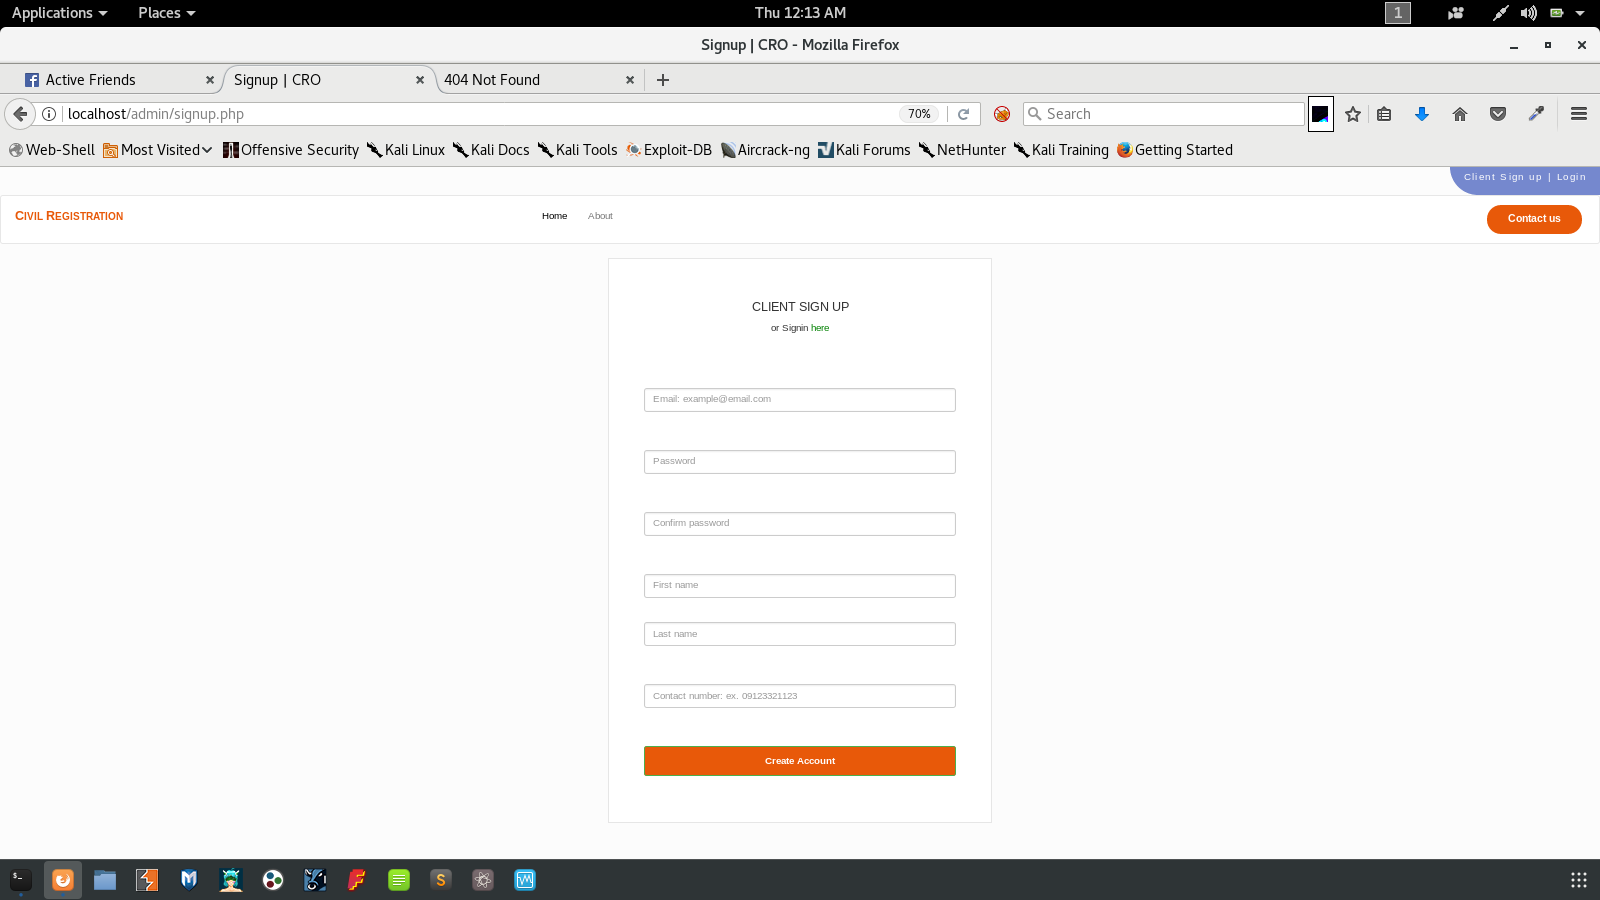 Applications Places Thu 12:13 AM 1
Signup | CRO - Mozilla Firefox
Active Friends Signup | CRO 404 Not Found
localhost/admin/signup.php 70% Search
Web-Shell Most Visited Offensive Security Kali Linux Kali Docs Kali Tools Exploit-DB Aircrack-ng Kali Forums NetHunter Kali Training Getting Started
Client Sign up | Login
CIVIL REGISTRATION Home About Contact us
CLIENT SIGN UP
or Signin here
Email: example@email.com
Password
Confirm password
First name
Last name
Contact number: ex. 09123321123
Create Account